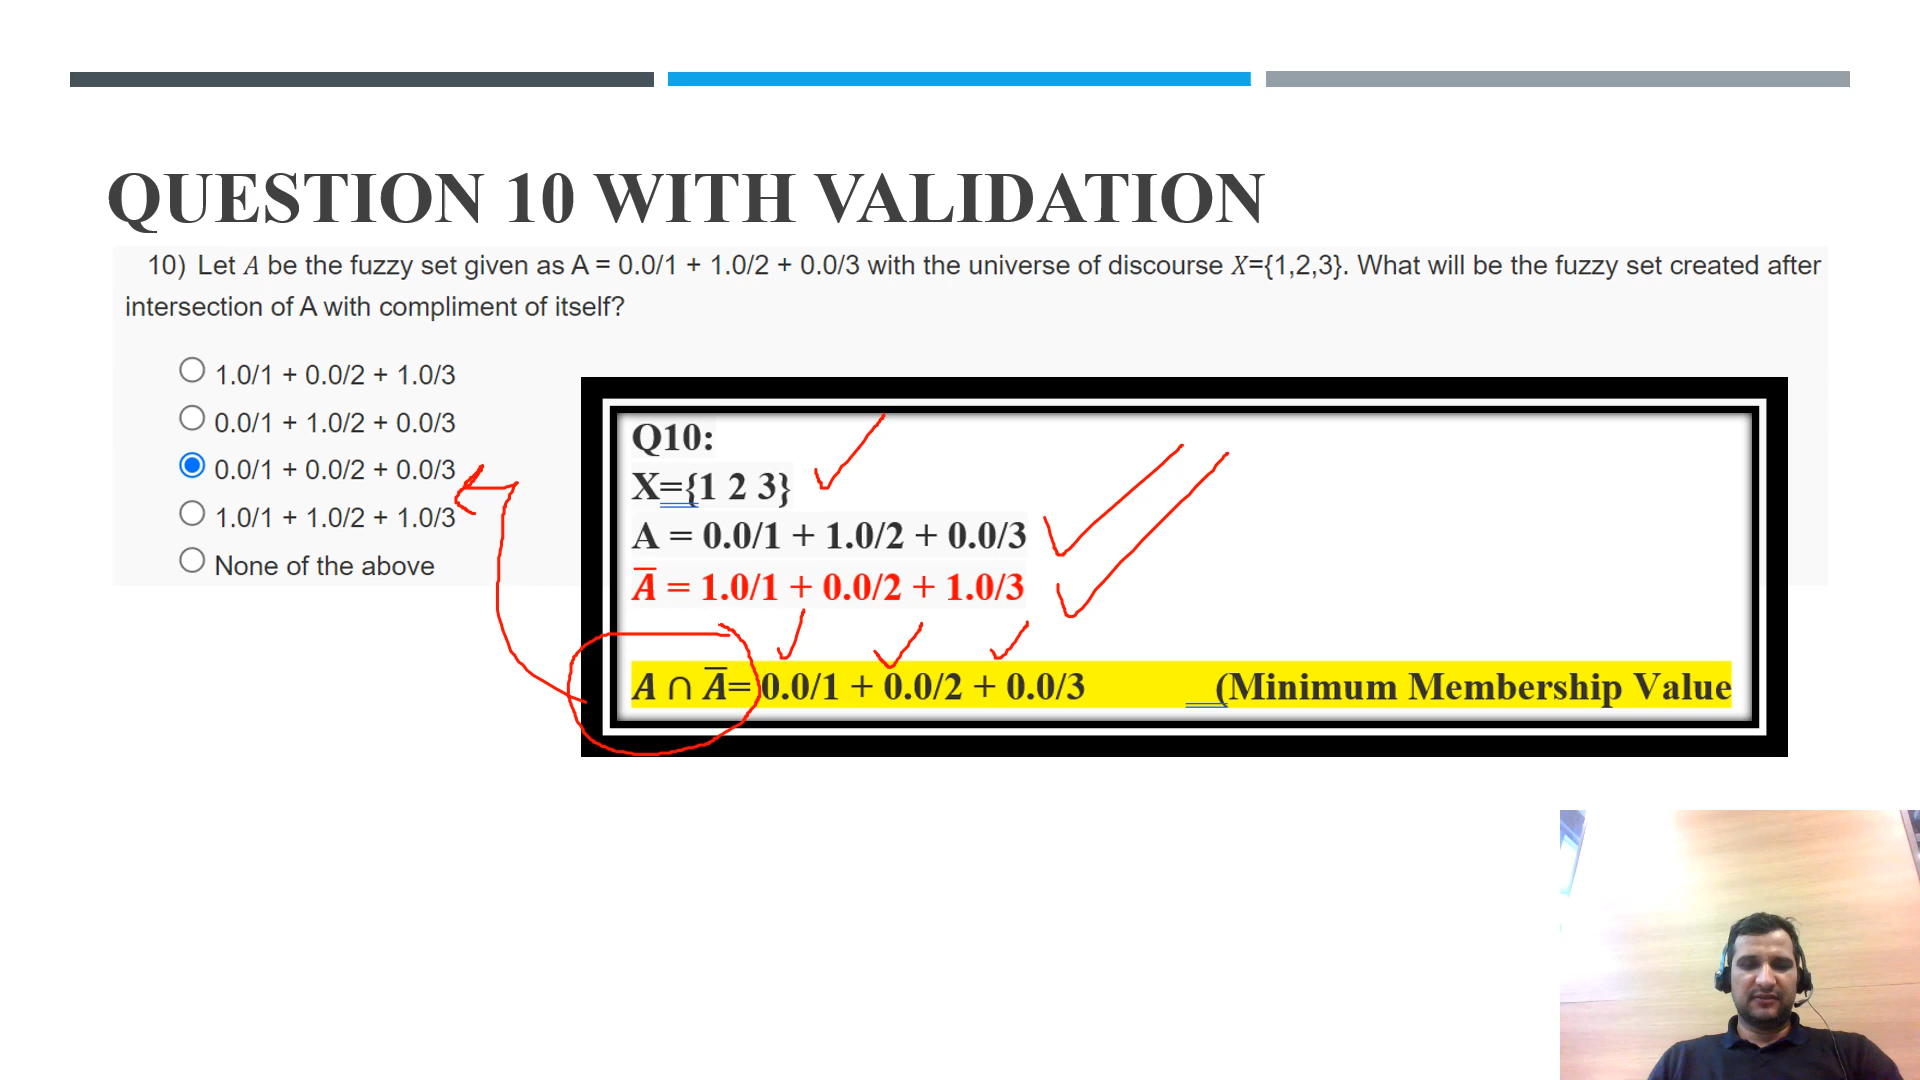 QUESTION 10 WITH VALIDATION
10) Let A be the fuzzy set given as A = 0.0/1 + 1.0/2 + 0.0/3 with the universe of discourse X={1,2,3}. What will be the fuzzy set created after
intersection of A with compliment of itself?
1.0/1 + 0.0/2 + 1.0/3
0.0/1 + 1.0/2 + 0.0/3
0.0/1 + 0.0/2 + 0.0/3
1.0/1 + 1.0/2 + 1.0/3
None of the above
Q10:
X={1 2 3}
A = 0.0/1 + 1.0/2 + 0.0/3
A̅ = 1.0/1 + 0.0/2 + 1.0/3
A ∩ A̅= 0.0/1 + 0.0/2 + 0.0/3 (Minimum Membership Value